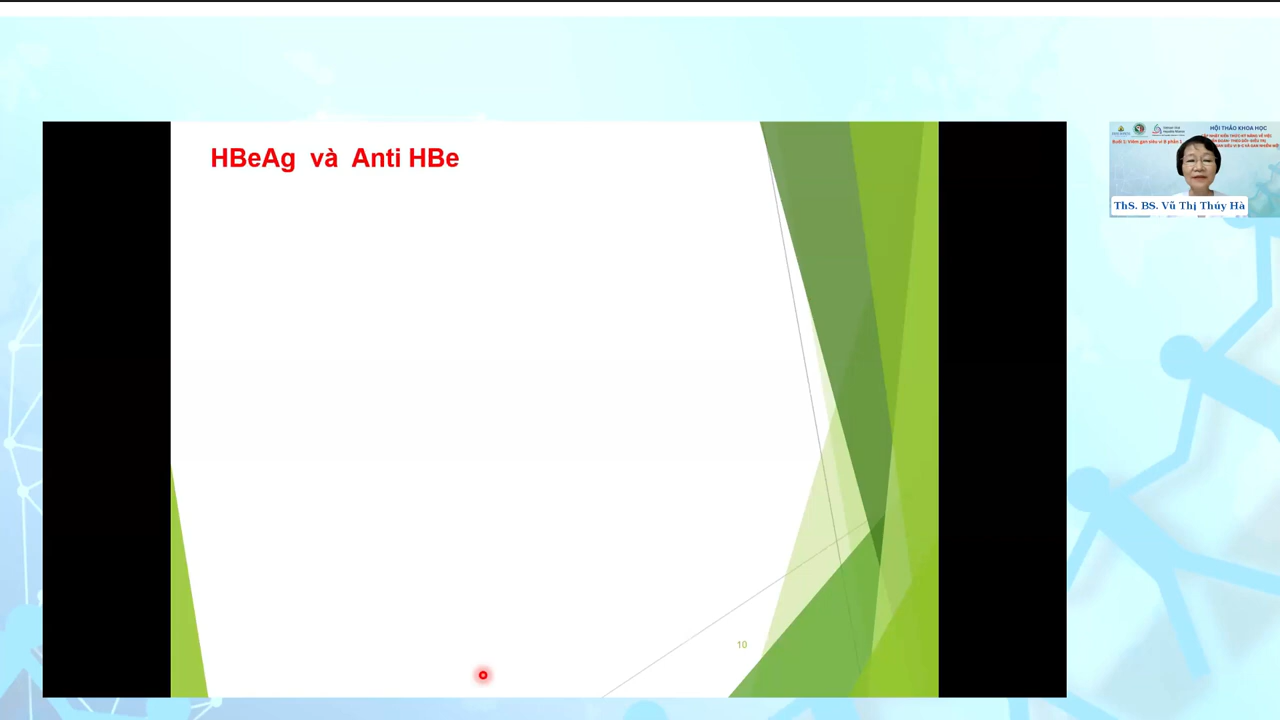 HBeAg và Anti HBe
10
HỘI THẢO KHOA HỌC
ThS. BS. Vũ Thị Thúy Hà